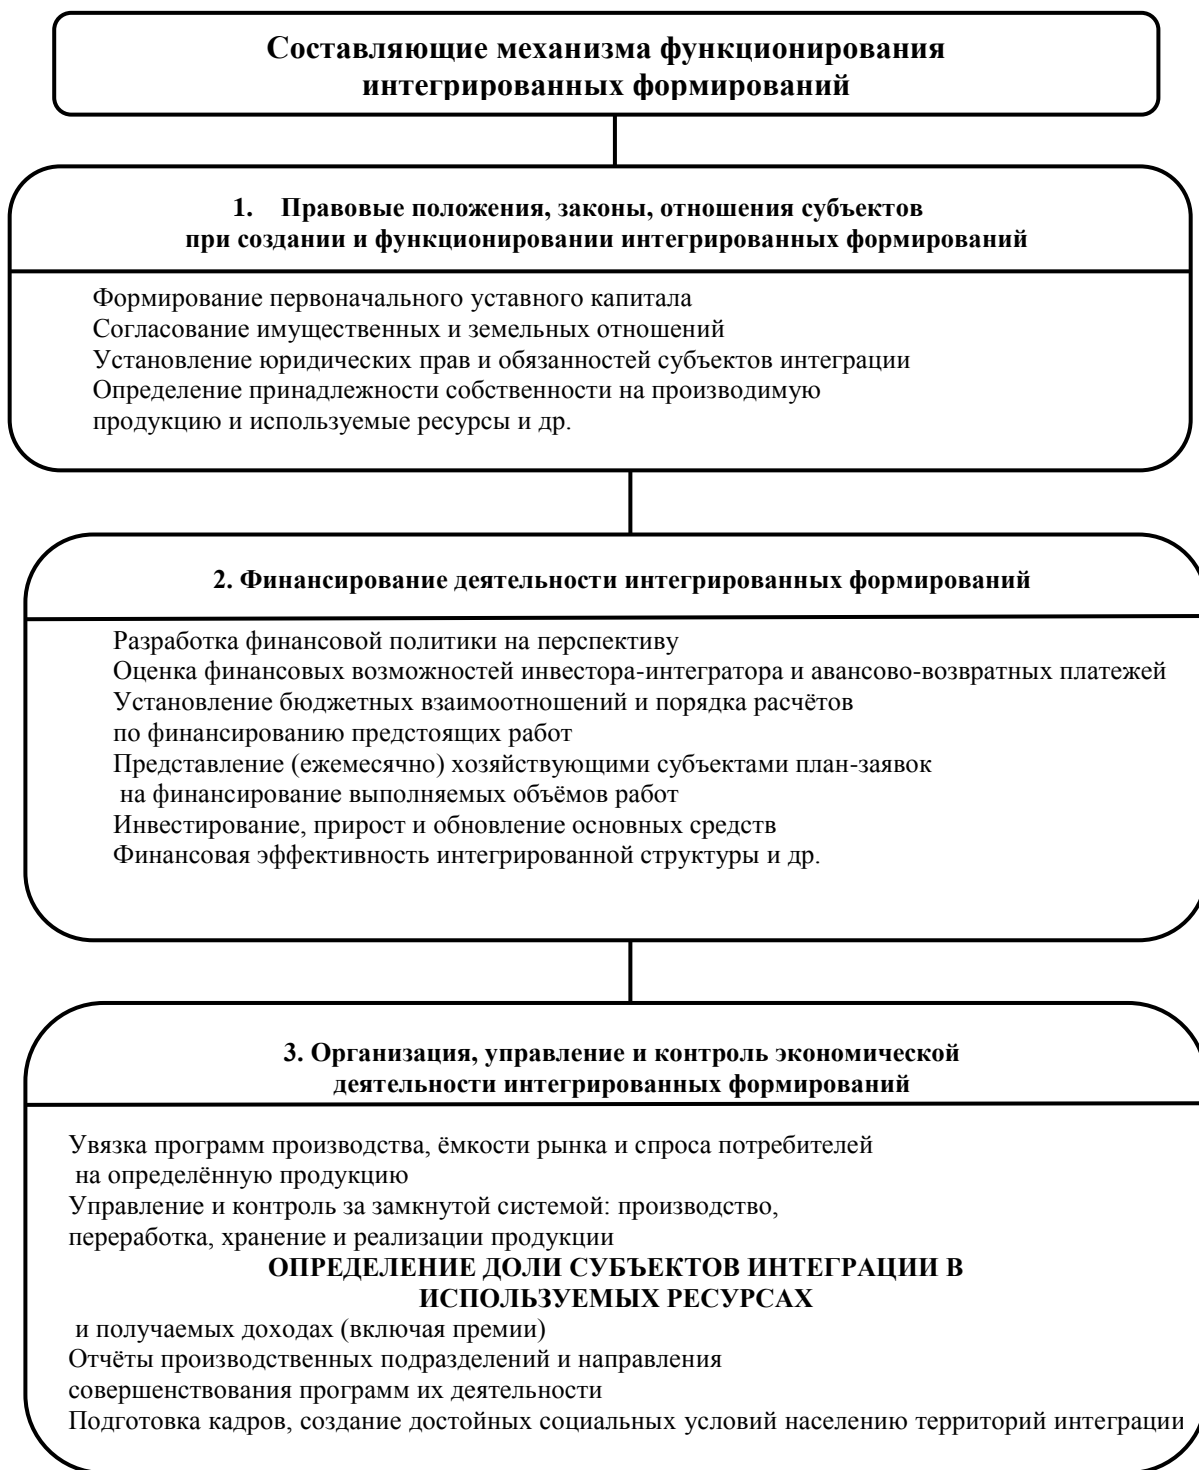 Составляющие механизма функционирования
интегрированных формирований
1. Правовые положения, законы, отношения субъектов
при создании и функционировании интегрированных формирований
Формирование первоначального уставного капитала
Согласование имущественных и земельных отношений
Установление юридических прав и обязанностей субъектов интеграции
Определение принадлежности собственности на производимую
продукцию и используемые ресурсы и др.
2. Финансирование деятельности интегрированных формирований
Разработка финансовой политики на перспективу
Оценка финансовых возможностей инвестора-интегратора и авансово-возвратных платежей
Установление бюджетных взаимоотношений и порядка расчётов
по финансированию предстоящих работ
Представление (ежемесячно) хозяйствующими субъектами план-заявок
на финансирование выполняемых объёмов работ
Инвестирование, прирост и обновление основных средств
Финансовая эффективность интегрированной структуры и др.
3. Организация, управление и контроль экономической
деятельности интегрированных формирований
Увязка программ производства, ёмкости рынка и спроса потребителей
на определённую продукцию
Управление и контроль за замкнутой системой: производство,
переработка, хранение и реализации продукции
ОПРЕДЕЛЕНИЕ ДОЛИ СУБЪЕКТОВ ИНТЕГРАЦИИ В
ИСПОЛЬЗУЕМЫХ РЕСУРСАХ
и получаемых доходах (включая премии)
Отчёты производственных подразделений и направления
совершенствования программ их деятельности
Подготовка кадров, создание достойных социальных условий населению территорий интеграции